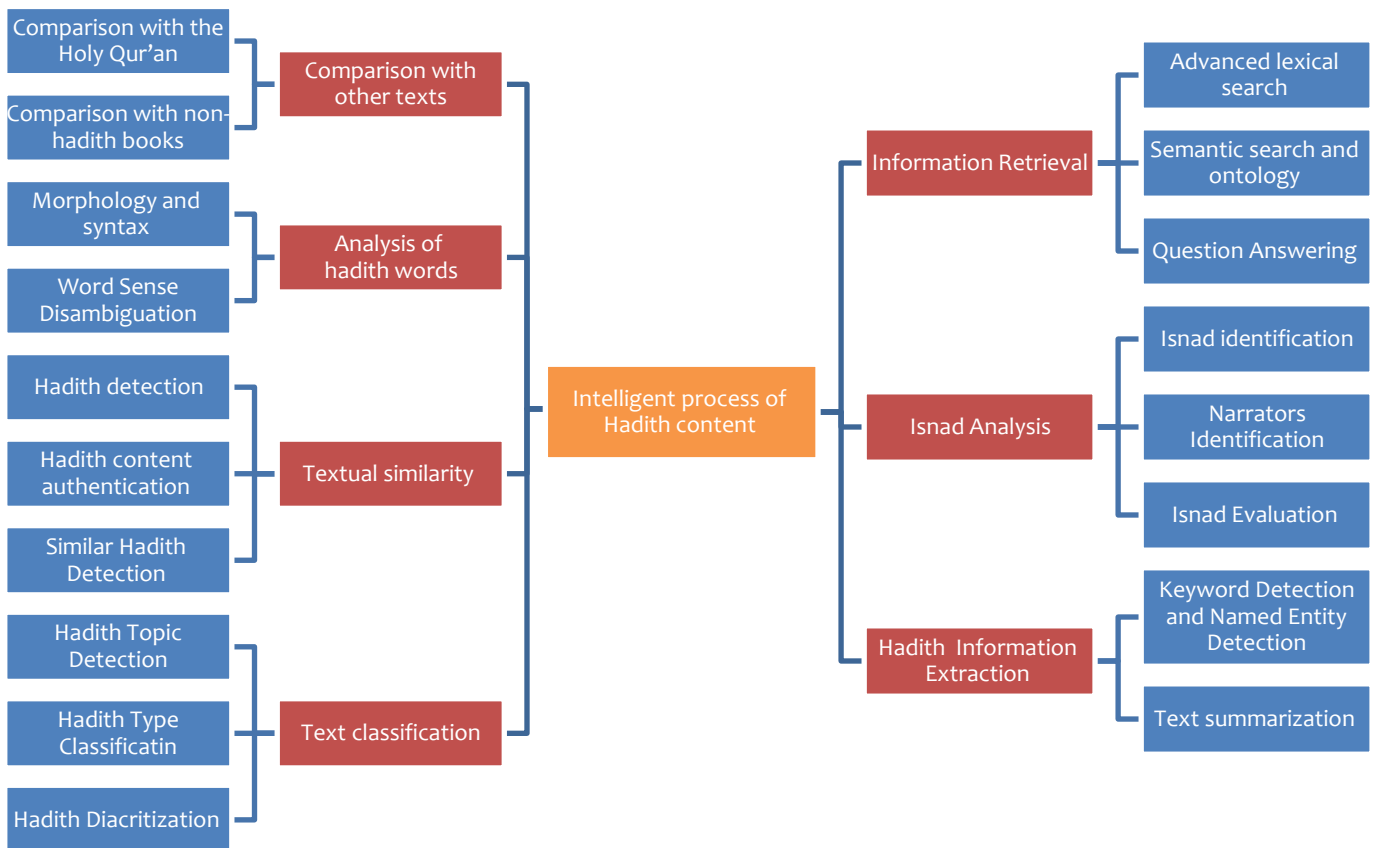 Comparison with the
Holy Qur’an
Comparison with non-
hadith books
Comparison with
other texts
Morphology and
syntax
Word Sense
Disambiguation
Analysis of
hadith words
Hadith detection
Hadith content
authentication
Similar Hadith
Detection
Textual similarity
Hadith Topic
Detection
Hadith Type
Classificatin
Hadith Diacritization
Text classification
Intelligent process of
Hadith content
Information Retrieval
Advanced lexical
search
Semantic search and
ontology
Question Answering
Isnad Analysis
Isnad identification
Narrators
Identification
Isnad Evaluation
Hadith Information
Extraction
Keyword Detection
and Named Entity
Detection
Text summarization